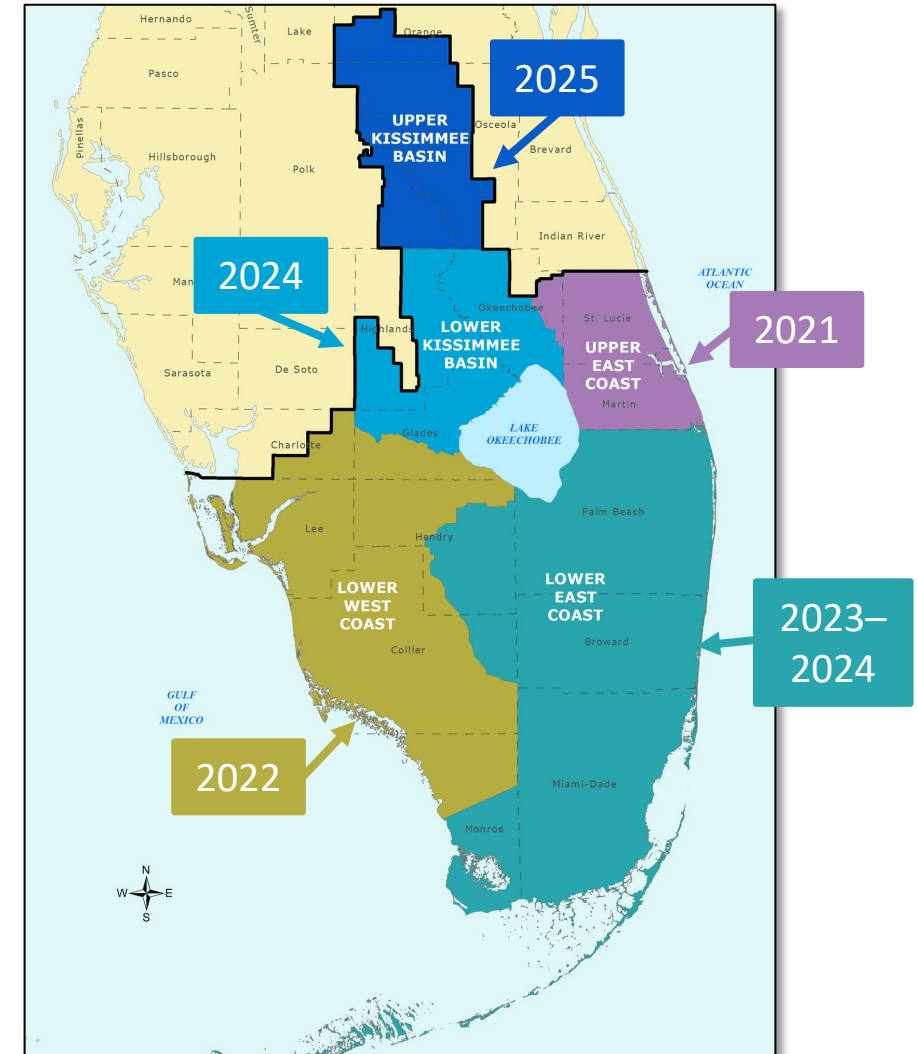 Hernando
Sumter
Lake
Orange
Pasco
2025
Pinellas
UPPER
KISSIMMEE
BASIN
Osceola
Brevard
Hillsborough
Polk
Indian River
2024
Man
ATLANTIC
OCEAN
Okeechobee
Highlands
LOWER
KISSIMMEE
BASIN
St. Lucie
UPPER
EAST
COAST
2021
Sarasota
De Soto
Martin
LAKE
OKEECHOBEE
Charlotte
Glades
Palm Beach
Lee
Hendry
LOWER
WEST
COAST
LOWER
EAST
COAST
2023–
2024
Broward
Collier
GULF
OF
MEXICO
2022
Miami-Dade
Monroe
N
W
E
S